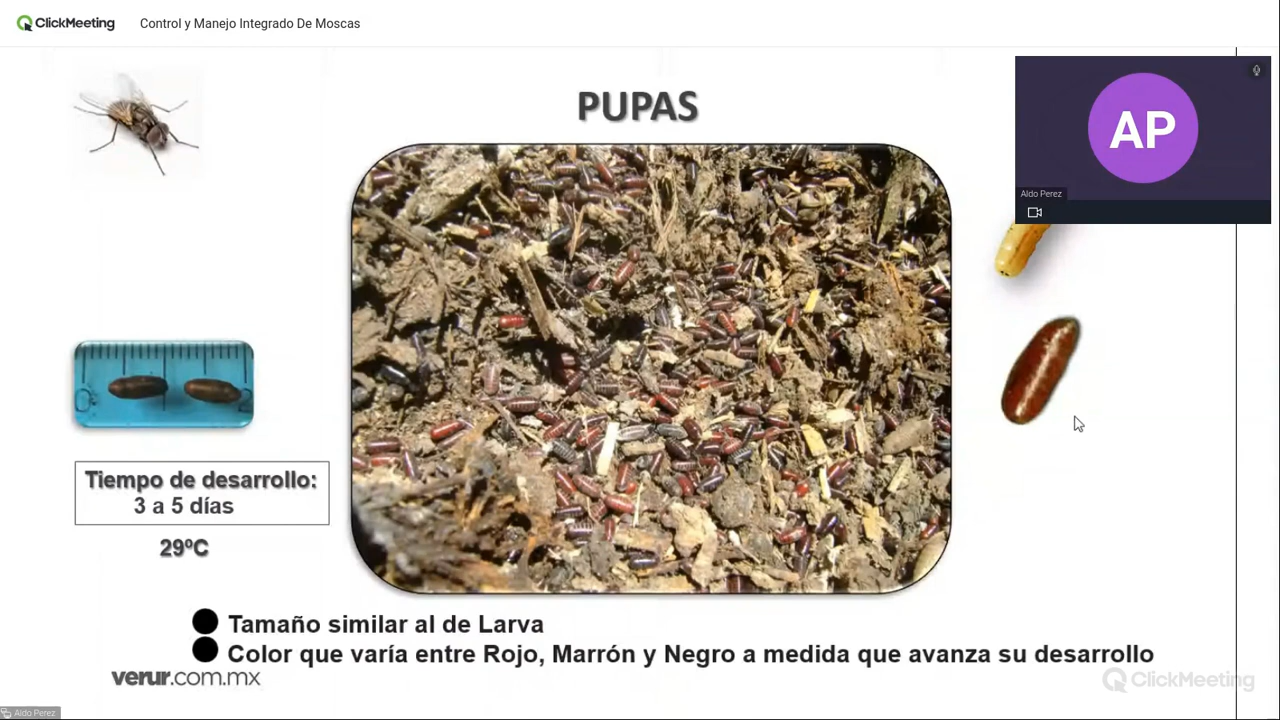 ClickMeeting
Control y Manejo Integrado De Moscas
PUPAS
AP
Aldo Perez
Tiempo de desarrollo:
3 a 5 días
29ºC
Tamaño similar al de Larva
Color que varía entre Rojo, Marrón y Negro a medida que avanza su desarrollo
verur.com.mx
ClickMeeting
Aldo Perez